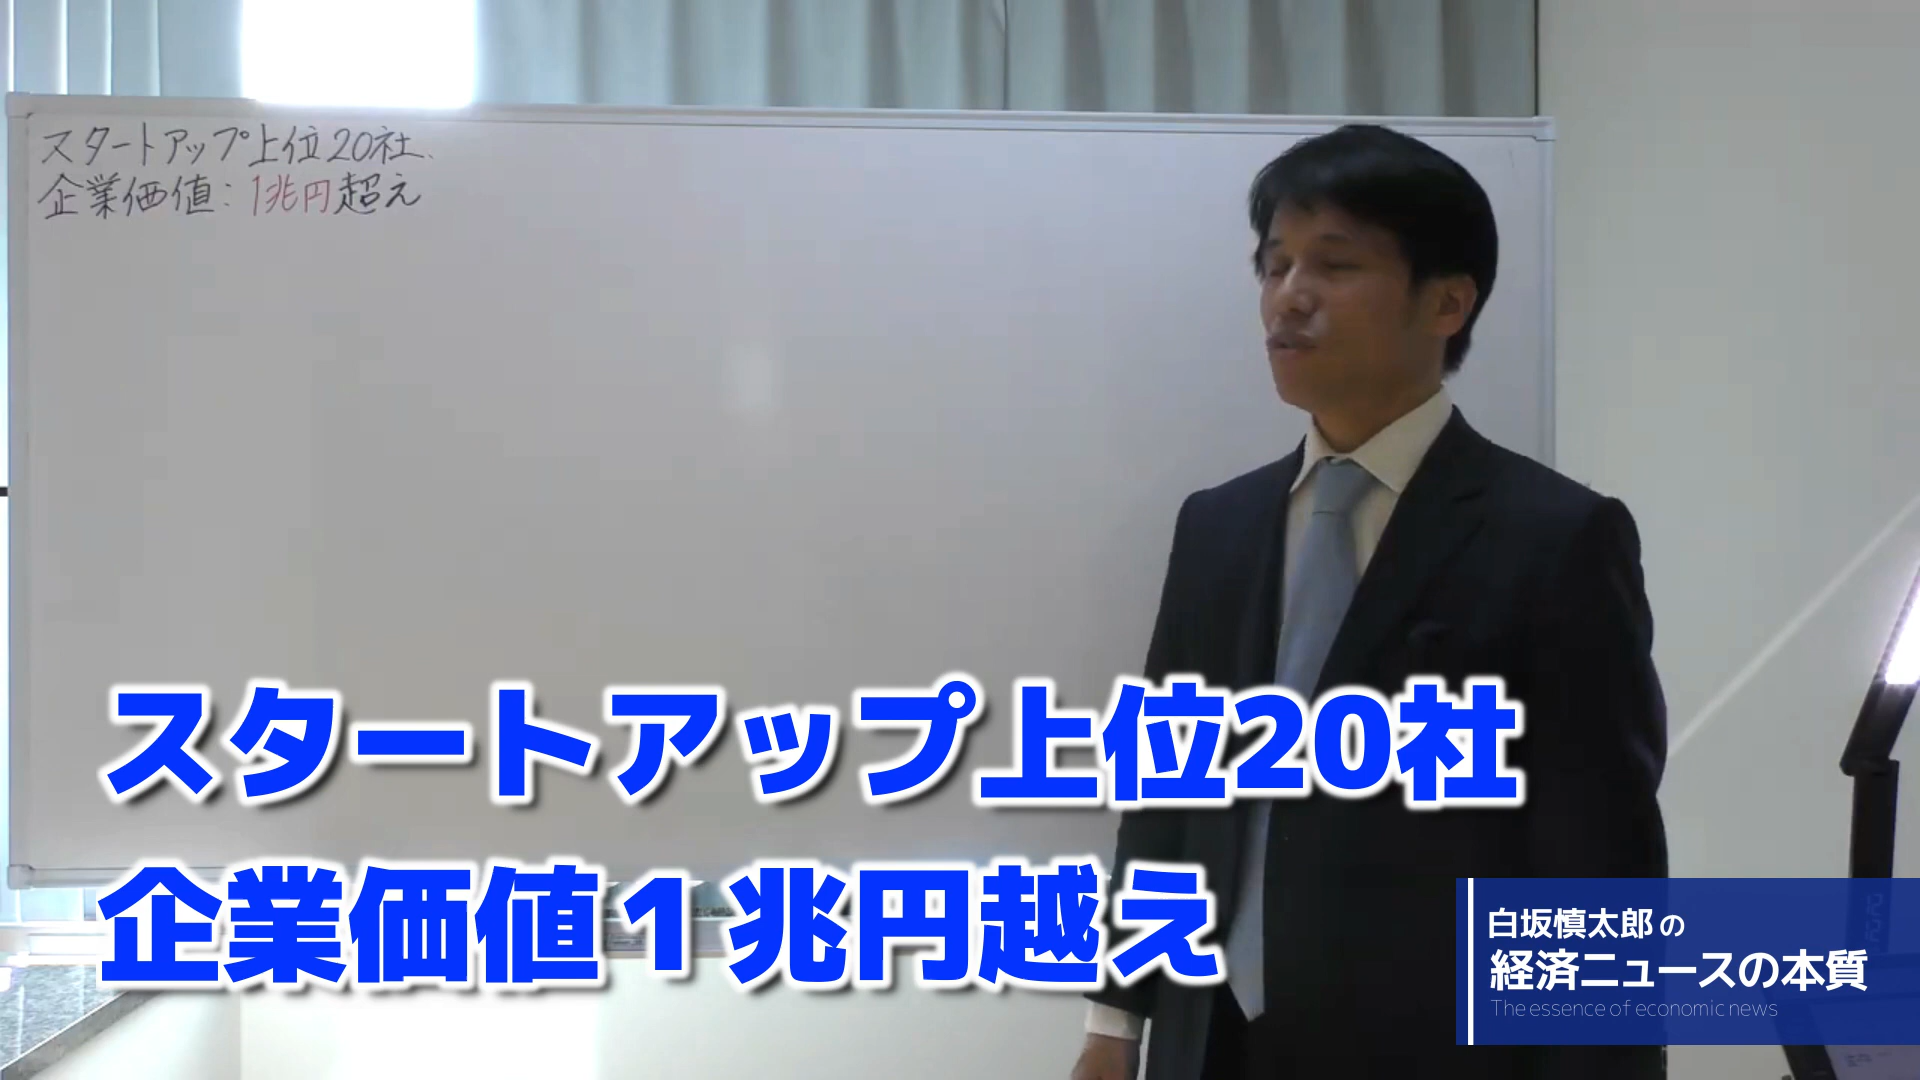 スタートアップ上位20社、
企業価値：1兆円超え
スタートアップ上位20社
企業価値１兆円越え
白坂慎太郎の
経済ニュースの本質
The essence of economic news